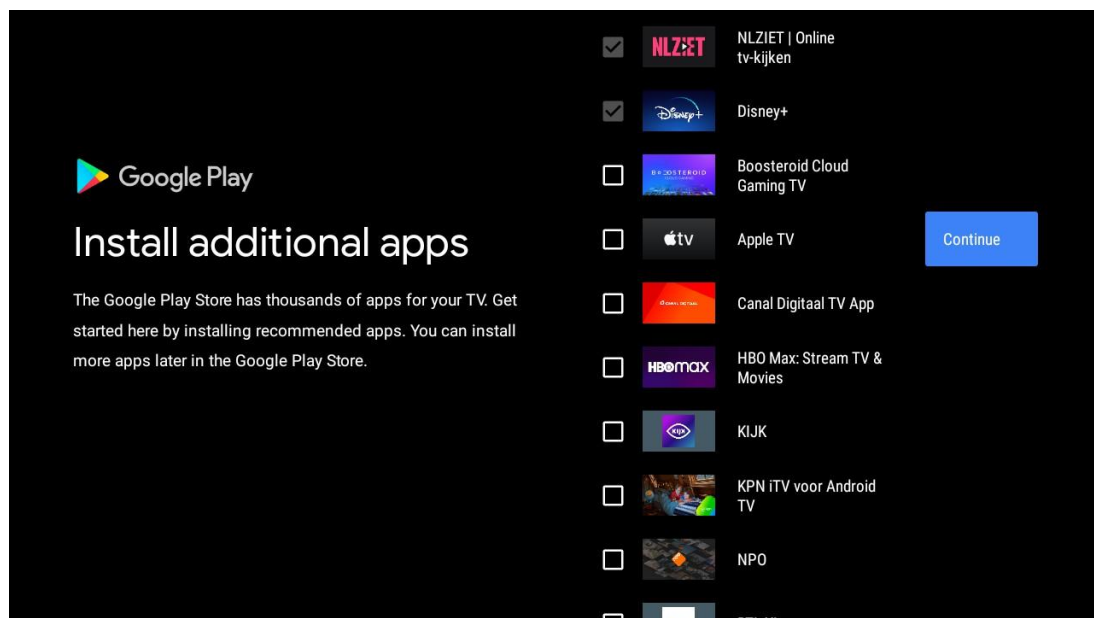 Google Play
Install additional apps
The Google Play Store has thousands of apps for your TV. Get
started here by installing recommended apps. You can install
more apps later in the Google Play Store.
NLZIET
NLZIET | Online
tv-kijken
Disney+
Disney+
BOOSTEROID
Boosteroid Cloud
Gaming TV
tv
Apple TV
Continue
CANAL DIGITAAL
Canal Digitaal TV App
HBOmax
HBO Max: Stream TV &
Movies
KIJK
KIJK
KPN iTV voor Android
TV
NPO